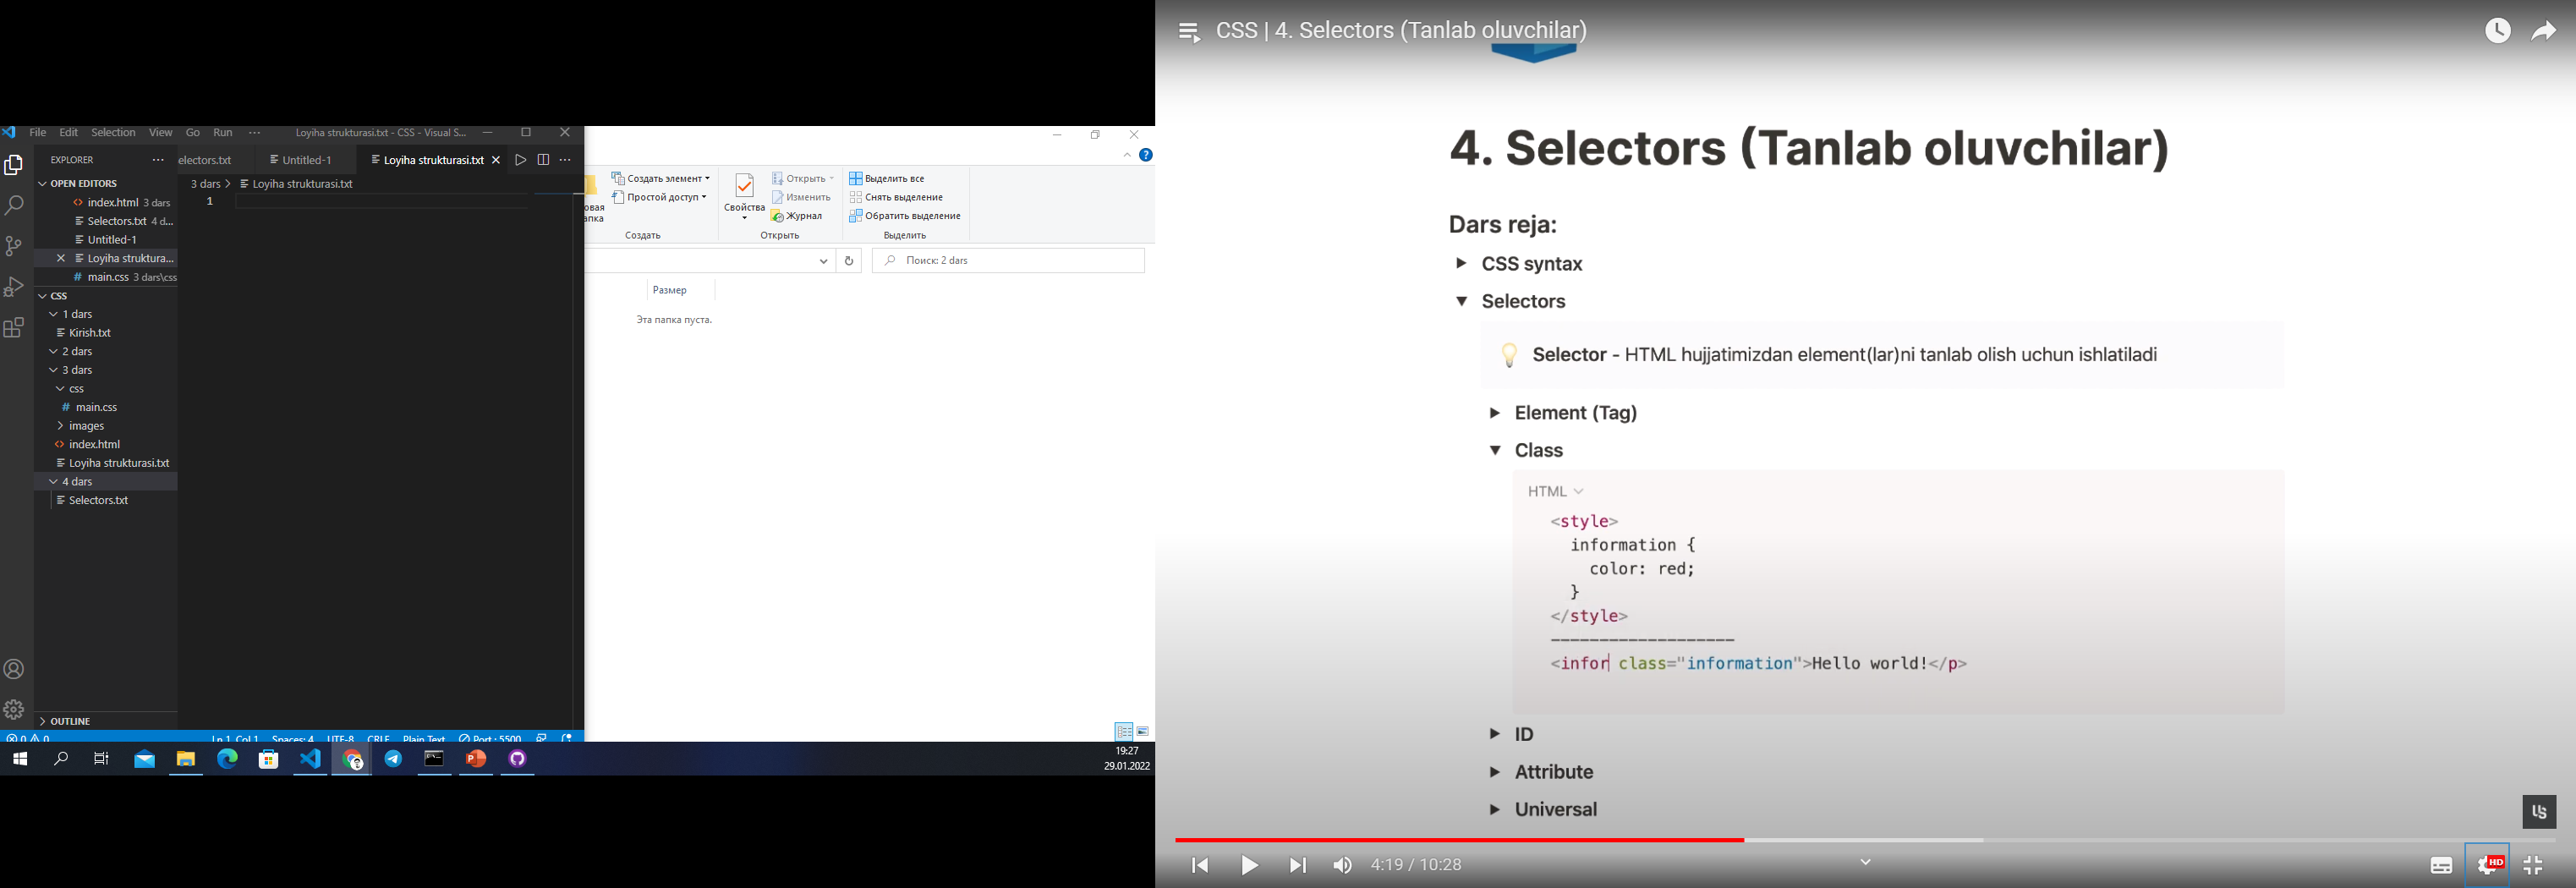 File Edit Selection View Go Run ··· Loyiha strukturasi.txt - CSS - Visual S...
EXPLORER
electors.txt Untitled-1 Loyiha strukturasi.txt
OPEN EDITORS
index.html 3 dars
Selectors.txt 4 d...
Untitled-1
Loyiha struktura...
main.css 3 dars\css
CSS
1 dars
Kirish.txt
2 dars
3 dars
css
main.css
images
index.html
Loyiha strukturasi.txt
4 dars
Selectors.txt
OUTLINE
3 dars > Loyiha strukturasi.txt
1
0 0 Ln 1, Col 1 Spaces: 4 UTF-8 CRLF Plain Text Port : 5500
овая
апка
Создать элемент
Простой доступ
Создать
Свойства
Открыть
Изменить
Журнал
Открыть
Выделить все
Снять выделение
Обратить выделение
Выделить
Поиск: 2 dars
Размер
Эта папка пуста.
19:27
29.01.2022
CSS | 4. Selectors (Tanlab oluvchilar)
4. Selectors (Tanlab oluvchilar)
Dars reja:
CSS syntax
Selectors
Selector - HTML hujjatimizdan element(lar)ni tanlab olish uchun ishlatiladi
Element (Tag)
Class
HTML
<style>
information {
color: red;
}
</style>
-------------------
<infor class="information">Hello world!</p>
ID
Attribute
Universal
4:19 / 10:28
HD